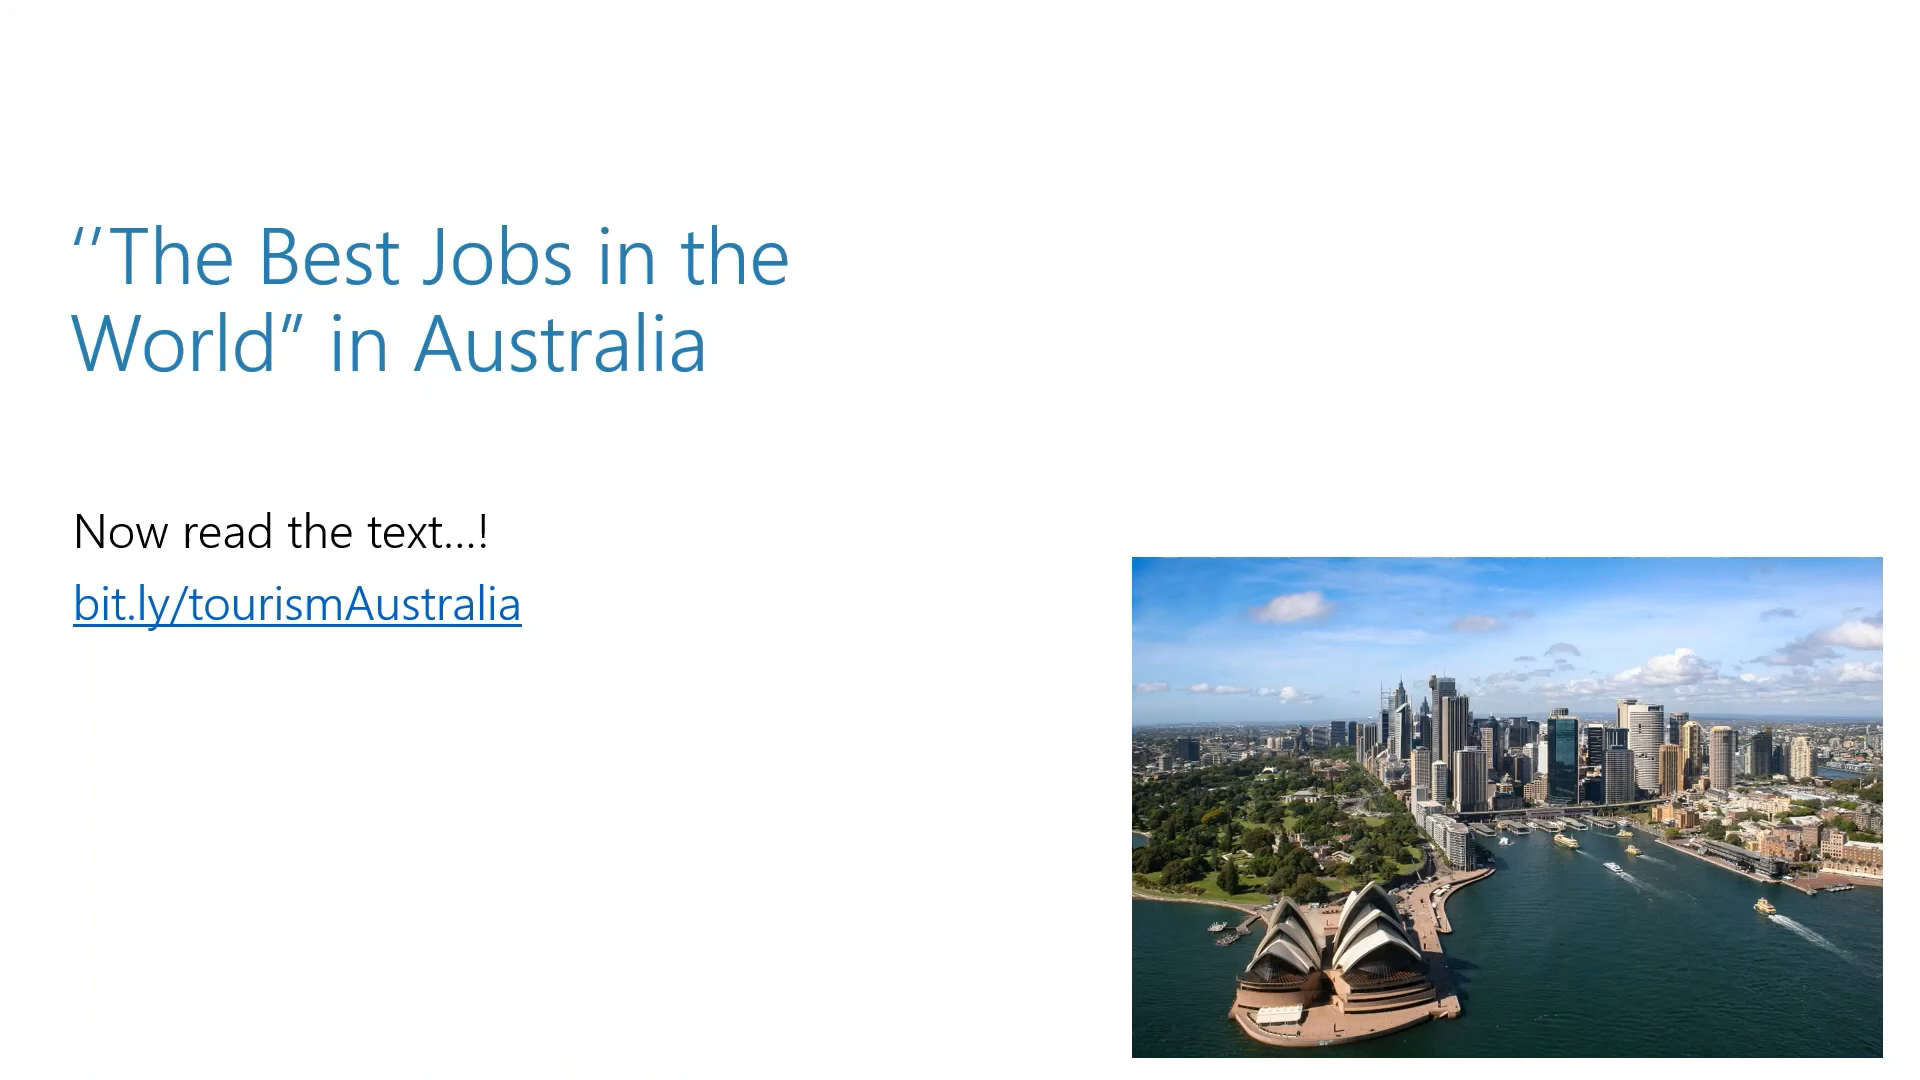 ‘‘The Best Jobs in the
World” in Australia
Now read the text…!
bit.ly/tourismAustralia